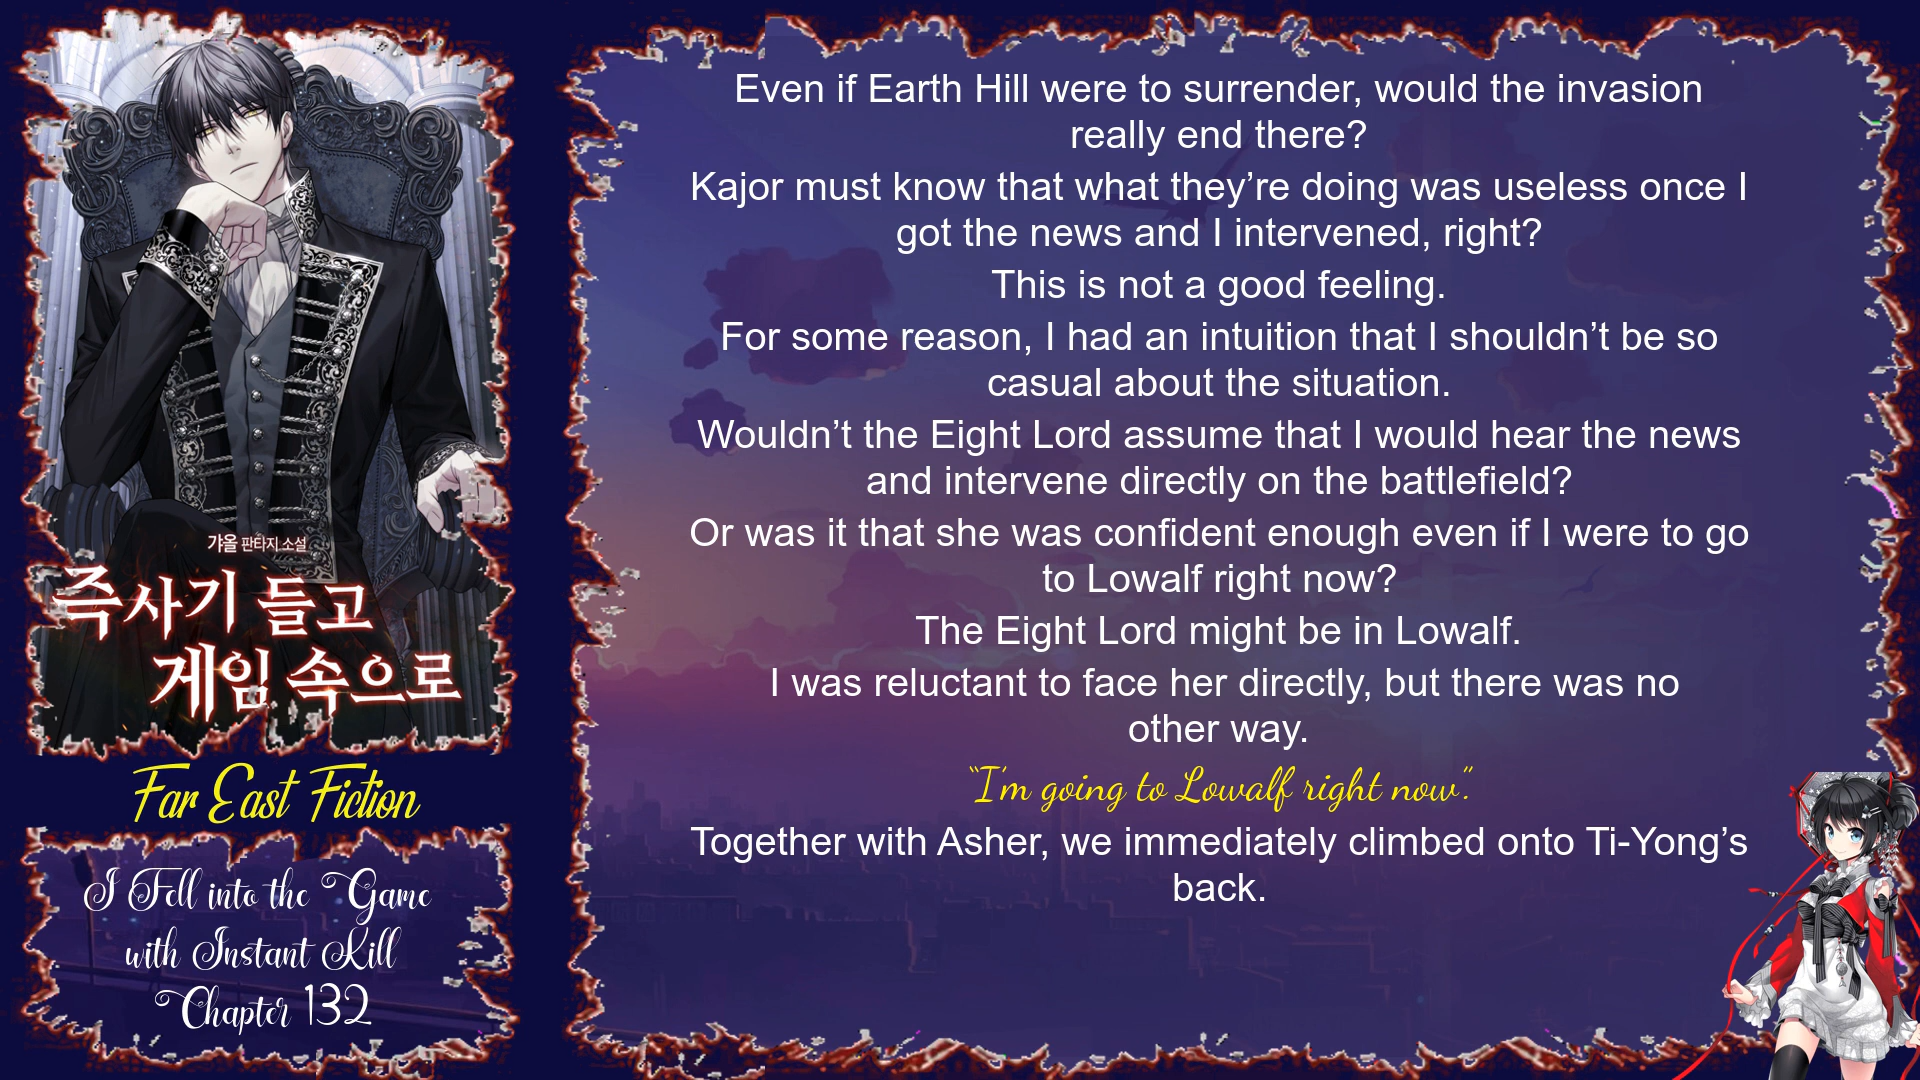 갸올 판타지 소설
즉사기 들고
게임 속으로
Far East Fiction
I Fell into the Game
with Instant Kill
Chapter 132
Even if Earth Hill were to surrender, would the invasion
really end there?
Kajor must know that what they’re doing was useless once I
got the news and I intervened, right?
This is not a good feeling.
For some reason, I had an intuition that I shouldn’t be so
casual about the situation.
Wouldn’t the Eight Lord assume that I would hear the news
and intervene directly on the battlefield?
Or was it that she was confident enough even if I were to go
to Lowalf right now?
The Eight Lord might be in Lowalf.
I was reluctant to face her directly, but there was no
other way.
“I’m going to Lowalf right now”.
Together with Asher, we immediately climbed onto Ti-Yong’s
back.